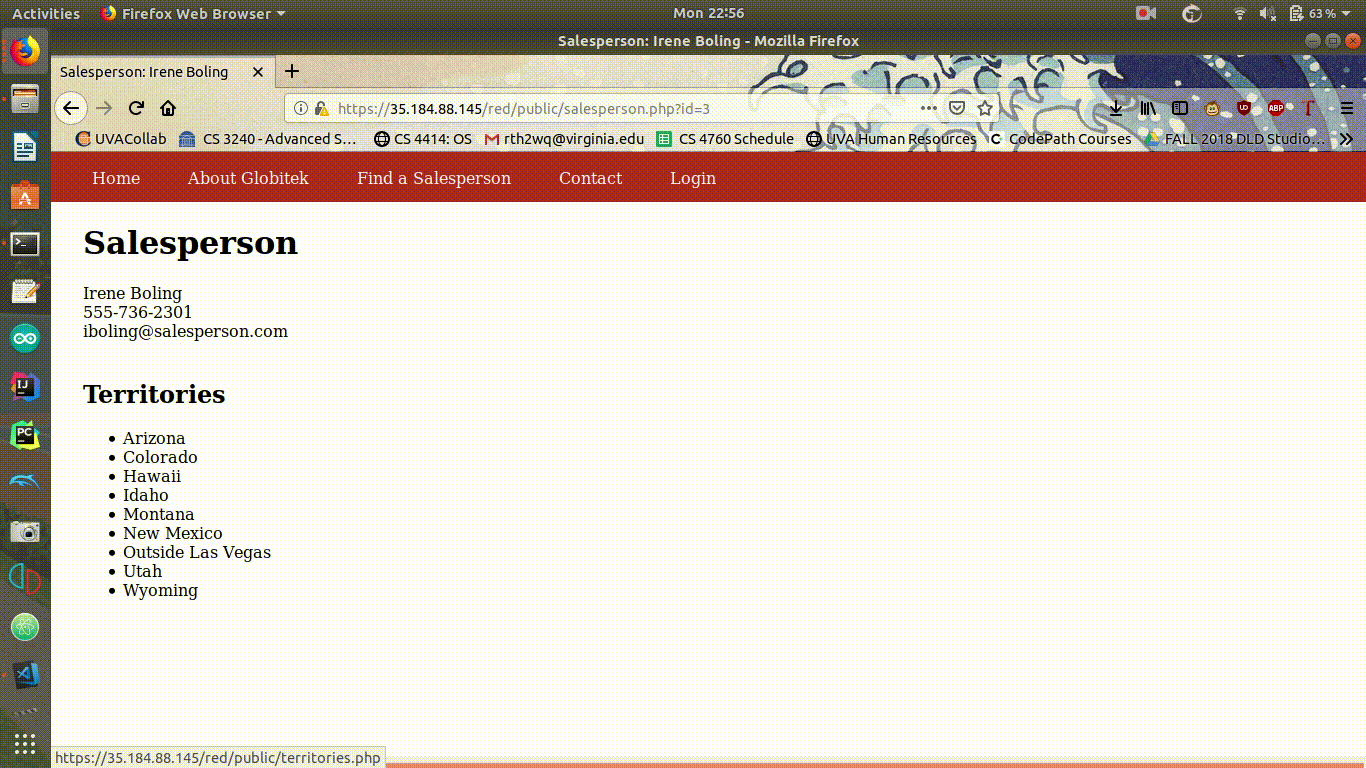 Activities Firefox Web Browser Mon 22:56 63 %
Salesperson: Irene Boling - Mozilla Firefox
Salesperson: Irene Boling
https://35.184.88.145/red/public/salesperson.php?id=3
UVACollab CS 3240 - Advanced S… CS 4414: OS rth2wq@virginia.edu CS 4760 Schedule UVA Human Resources CodePath Courses FALL 2018 DLD Studio…
Home About Globitek Find a Salesperson Contact Login
Salesperson
Irene Boling
555-736-2301
iboling@salesperson.com
Territories
• Arizona
• Colorado
• Hawaii
• Idaho
• Montana
• New Mexico
• Outside Las Vegas
• Utah
• Wyoming
https://35.184.88.145/red/public/territories.php